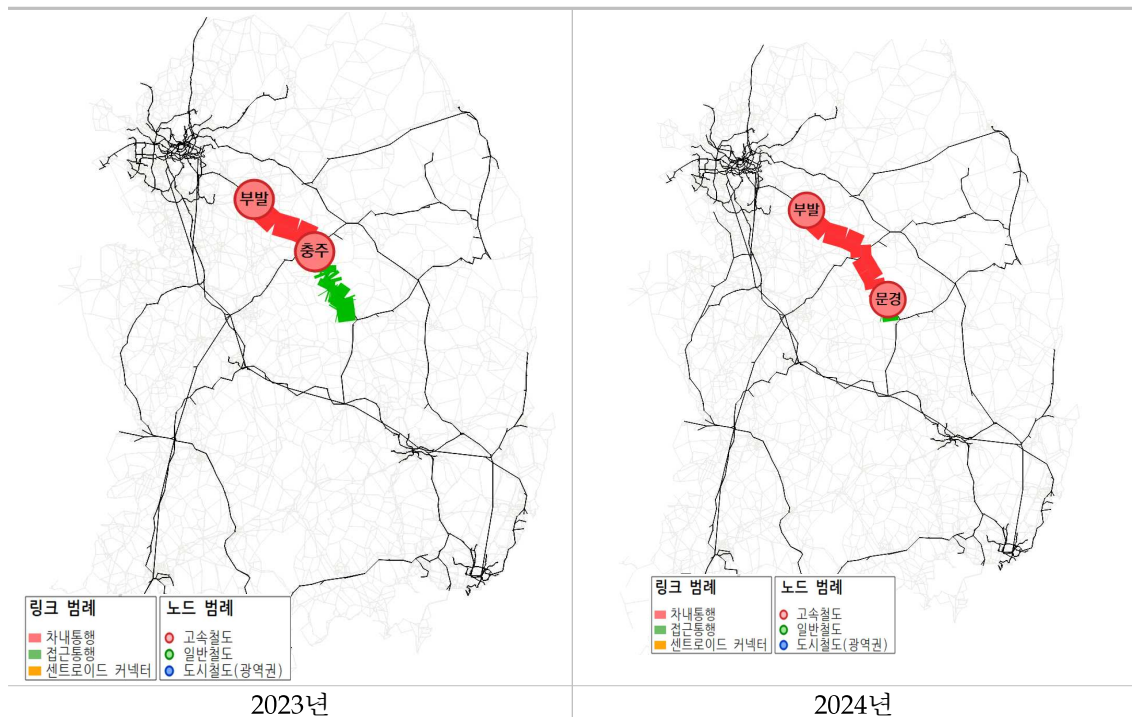 부발
충주
링크 범례
차내통행
접근통행
센트로이드 커넥터
노드 범례
고속철도
일반철도
도시철도(광역권)
2023년
부발
문경
링크 범례
차내통행
접근통행
센트로이드 커넥터
노드 범례
고속철도
일반철도
도시철도(광역권)
2024년